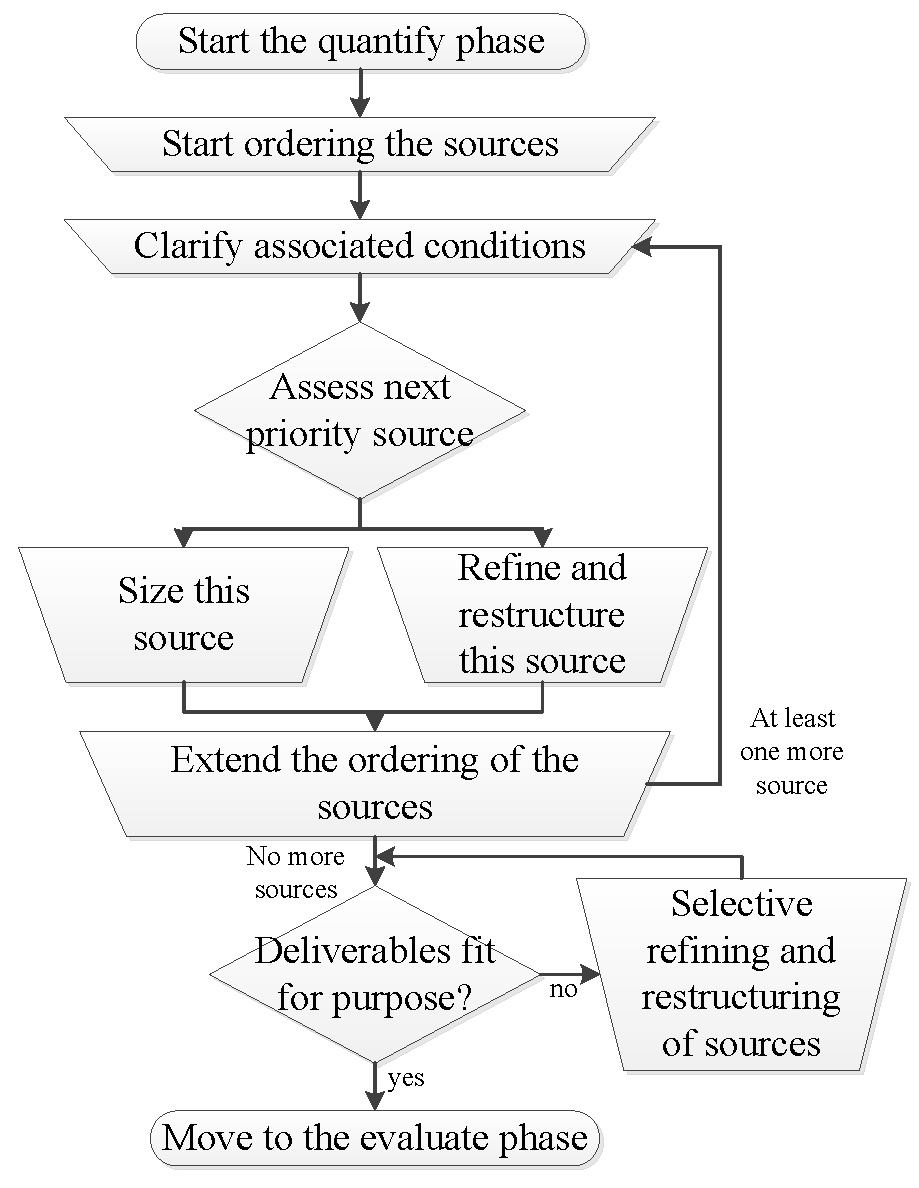 Start the quantify phase
Start ordering the sources
Clarify associated conditions
Assess next
priority source
Size this
source
Refine and
restructure
this source
At least
one more
source
Extend the ordering of the
sources
No more
sources
Selective
refining and
restructuring
of sources
Deliverables fit
for purpose?
no
yes
Move to the evaluate phase